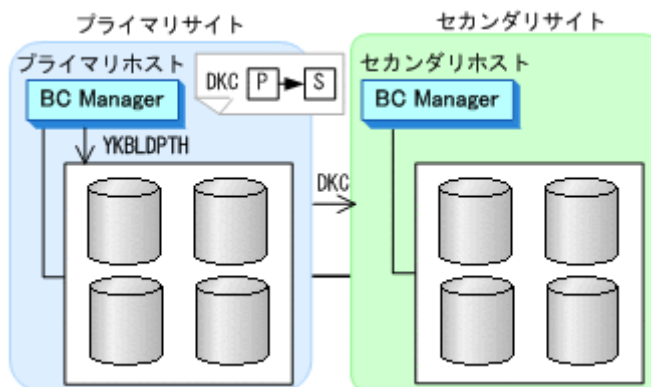 プライマリサイト
セカンダリサイト
プライマリホスト
DKC P S
セカンダリホスト
BC Manager
BC Manager
YKBLDPTH
DKC